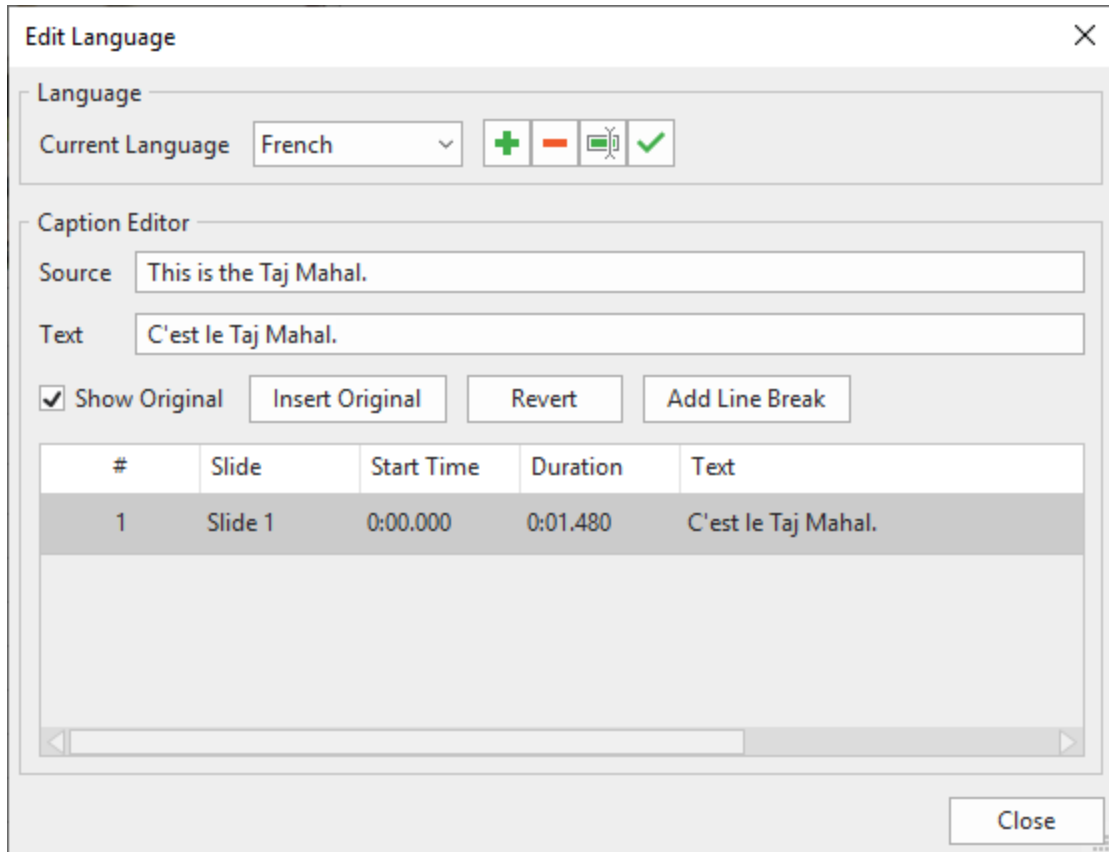 Edit Language
Language
Current Language French
Caption Editor
Source This is the Taj Mahal.
Text C'est le Taj Mahal.
Show Original Insert Original Revert Add Line Break
# Slide Start Time Duration Text
1 Slide 1 0:00.000 0:01.480 C'est le Taj Mahal.
Close